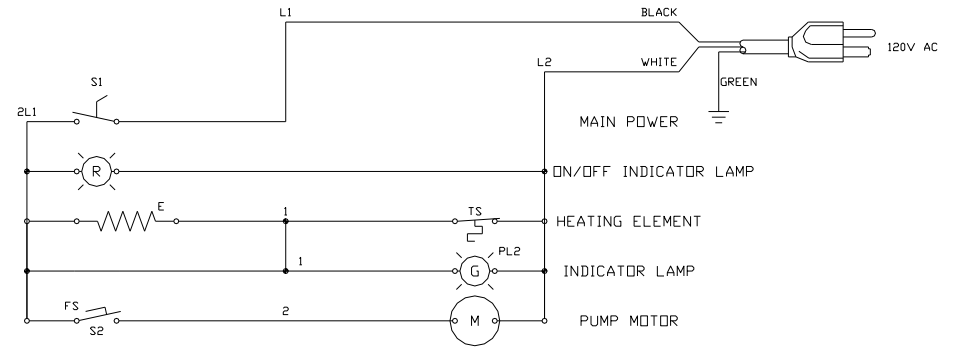 L1
BLACK
120V AC
L2
WHITE
S1
GREEN
2L1
MAIN POWER
R
ON/OFF INDICATOR LAMP
E
1
TS
HEATING ELEMENT
1
PL2
G
INDICATOR LAMP
FS
S2
2
M
PUMP MOTOR